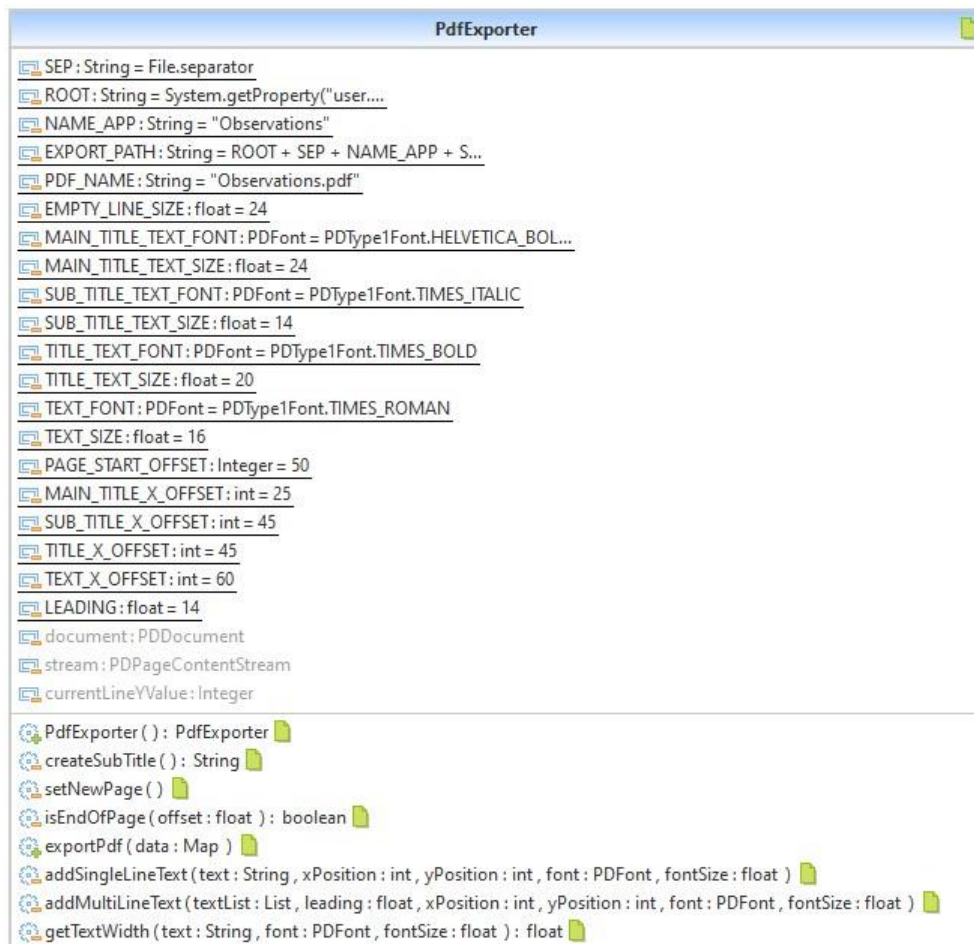 PdfExporter
SEP : String = File.separator
ROOT : String = System.getProperty("user....
NAME_APP : String = "Observations"
EXPORT_PATH : String = ROOT + SEP + NAME_APP + S...
PDF_NAME : String = "Observations.pdf"
EMPTY_LINE_SIZE : float = 24
MAIN_TITLE_TEXT_FONT : PDFont = PDType1Font.HELVETICA_BOL...
MAIN_TITLE_TEXT_SIZE : float = 24
SUB_TITLE_TEXT_FONT : PDFont = PDType1Font.TIMES_ITALIC
SUB_TITLE_TEXT_SIZE : float = 14
TITLE_TEXT_FONT : PDFont = PDType1Font.TIMES_BOLD
TITLE_TEXT_SIZE : float = 20
TEXT_FONT : PDFont = PDType1Font.TIMES_ROMAN
TEXT_SIZE : float = 16
PAGE_START_OFFSET : Integer = 50
MAIN_TITLE_X_OFFSET : int = 25
SUB_TITLE_X_OFFSET : int = 45
TITLE_X_OFFSET : int = 45
TEXT_X_OFFSET : int = 60
LEADING : float = 14
document : PDDocument
stream : PDPageContentStream
currentLineYValue : Integer
PdfExporter ( ) : PdfExporter
createSubTitle ( ) : String
setNewPage ( )
isEndOfPage ( offset : float ) : boolean
exportPdf ( data : Map )
addSingleLineText ( text : String , xPosition : int , yPosition : int , font : PDFont , fontSize : float )
addMultiLineText ( textList : List , leading : float , xPosition : int , yPosition : int , font : PDFont , fontSize : float )
getTextWidth ( text : String , font : PDFont , fontSize : float ) : float